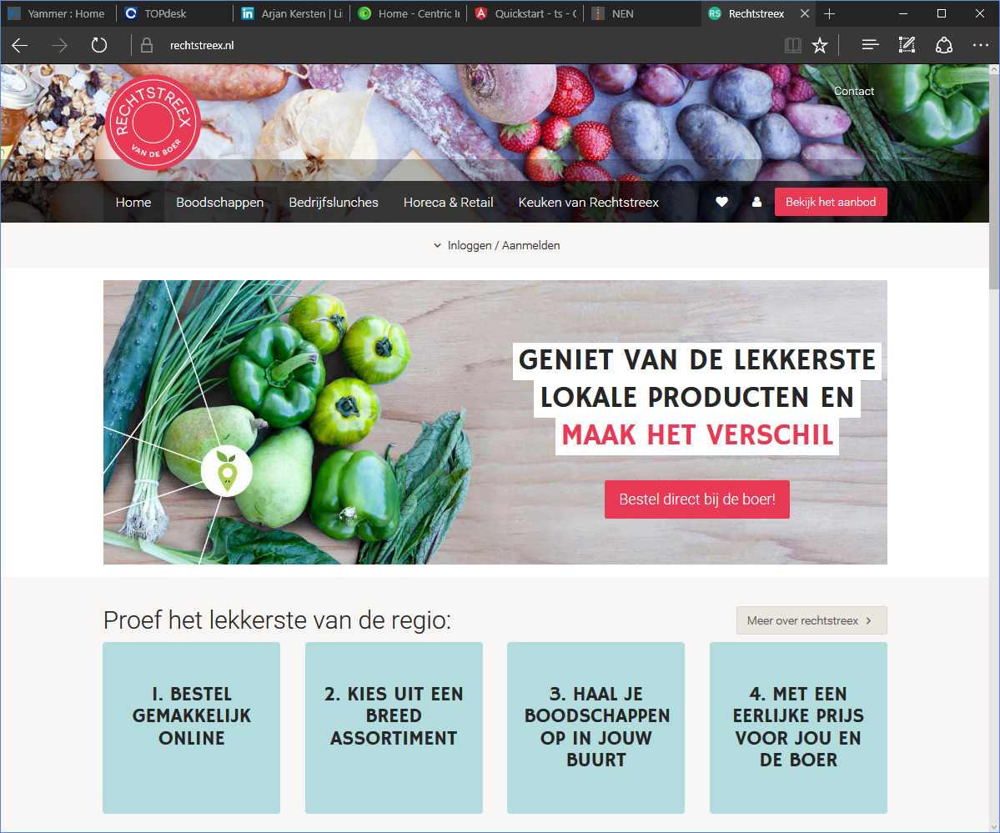 Yammer : Home
TOPdesk
in
Arjan Kersten | Li
Home - Centric I
A
Quickstart - ts -
NEN
RS
Rechtstreex
rechtstreex.nl
Contact
RECHTSTREEX
VAN DE BOER
Home
Boodschappen
Bedrijfslunches
Horeca & Retail
Keuken van Rechtstreex
Bekijk het aanbod
Inloggen / Aanmelden
GENIET VAN DE LEKKERSTE
LOKALE PRODUCTEN EN
MAAK HET VERSCHIL
Bestel direct bij de boer!
Proef het lekkerste van de regio:
Meer over rechtstreex
1. BESTEL
GEMAKKELIJK
ONLINE
2. KIES UIT EEN
BREED
ASSORTIMENT
3. HAAL JE
BOODSCHAPPEN
OP IN JOUW
BUURT
4. MET EEN
EERLIJKE PRIJS
VOOR JOU EN
DE BOER